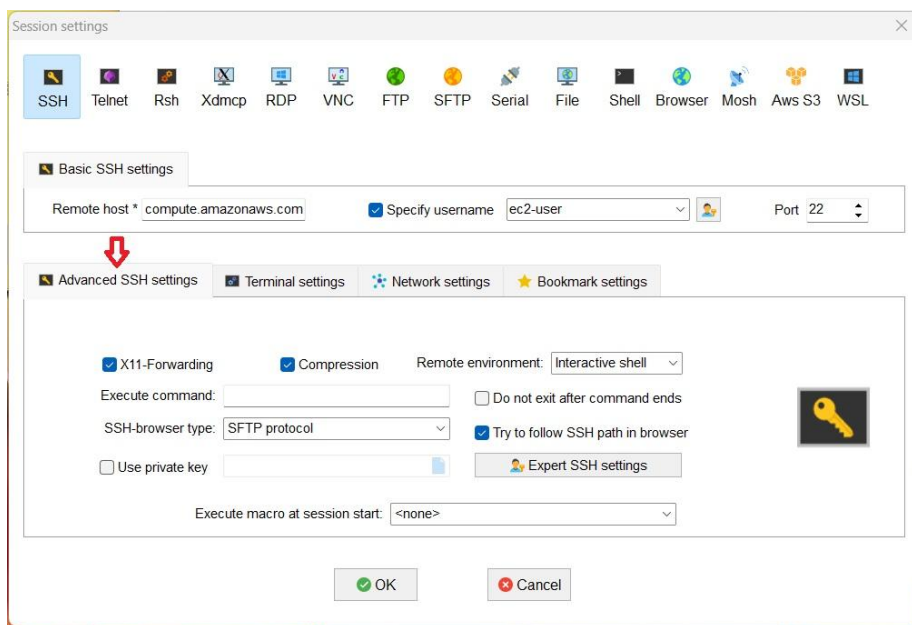 Session settings
SSH Telnet Rsh Xdmcp RDP VNC FTP SFTP Serial File Shell Browser Mosh Aws S3 WSL
Basic SSH settings
Remote host * compute.amazonaws.com Specify username ec2-user Port 22
Advanced SSH settings Terminal settings Network settings Bookmark settings
X11-Forwarding Compression Remote environment: Interactive shell
Execute command: Do not exit after command ends
SSH-browser type: SFTP protocol Try to follow SSH path in browser
Use private key Expert SSH settings
Execute macro at session start: <none>
OK Cancel